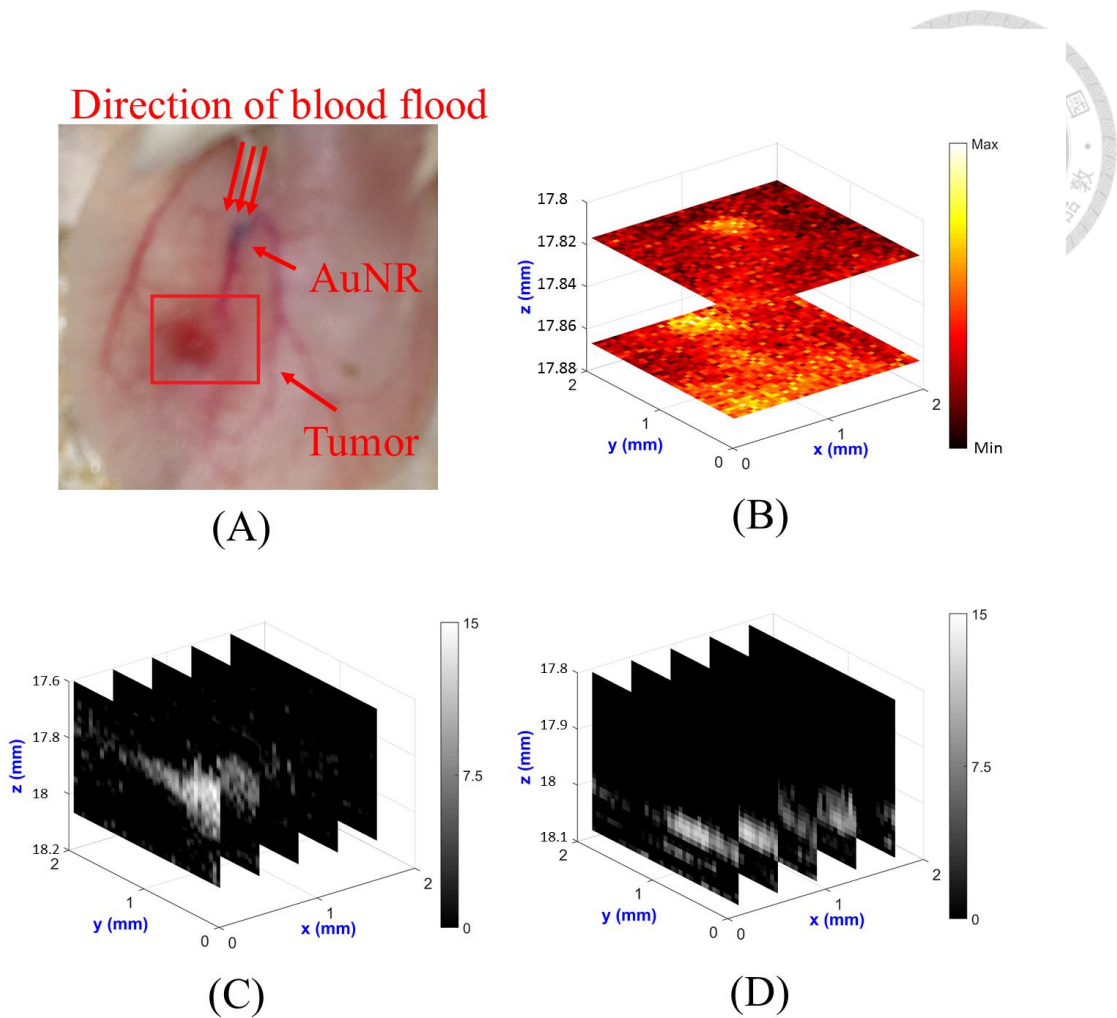 Direction of blood flood
AuNR
Tumor
(A)
Max
Min
17.8
17.82
17.84
17.86
17.88
z (mm)
2
1
0
y (mm)
0
1
2
x (mm)
(B)
15
7.5
0
17.6
17.8
18
18.2
z (mm)
2
1
0
y (mm)
0
1
2
x (mm)
(C)
15
7.5
0
17.8
17.9
18
18.1
z (mm)
2
1
0
y (mm)
0
1
2
x (mm)
(D)
國
敦
品